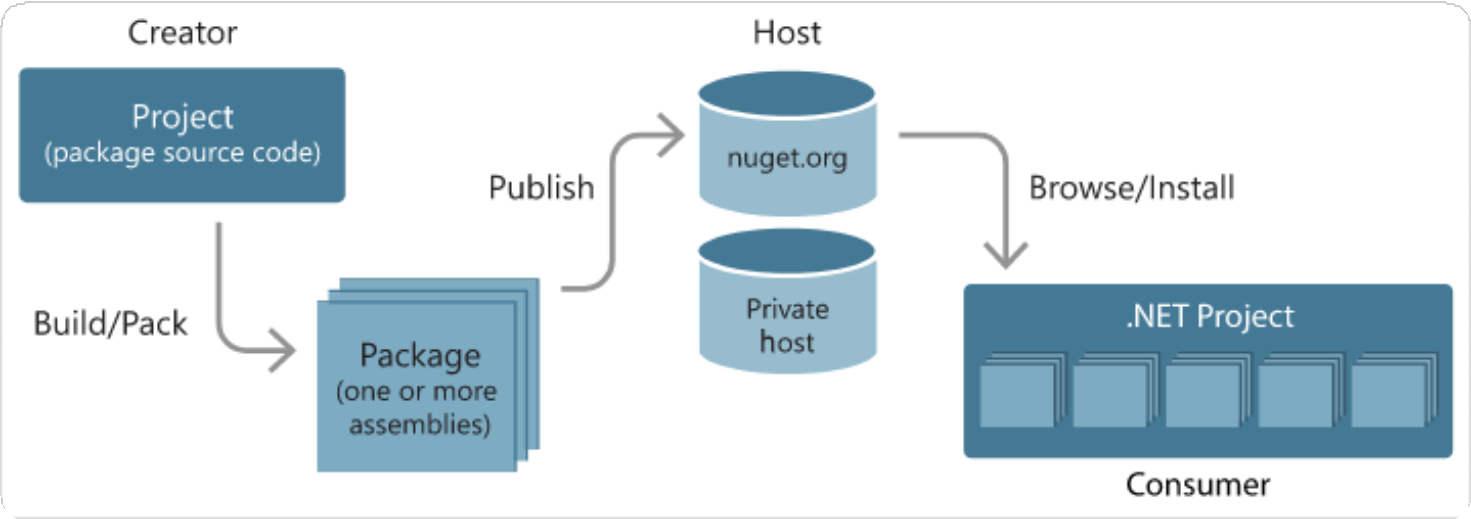 Creator
Project
(package source code)
Build/Pack
Package
(one or more
assemblies)
Publish
Host
nuget.org
Private
host
Browse/Install
.NET Project
Consumer